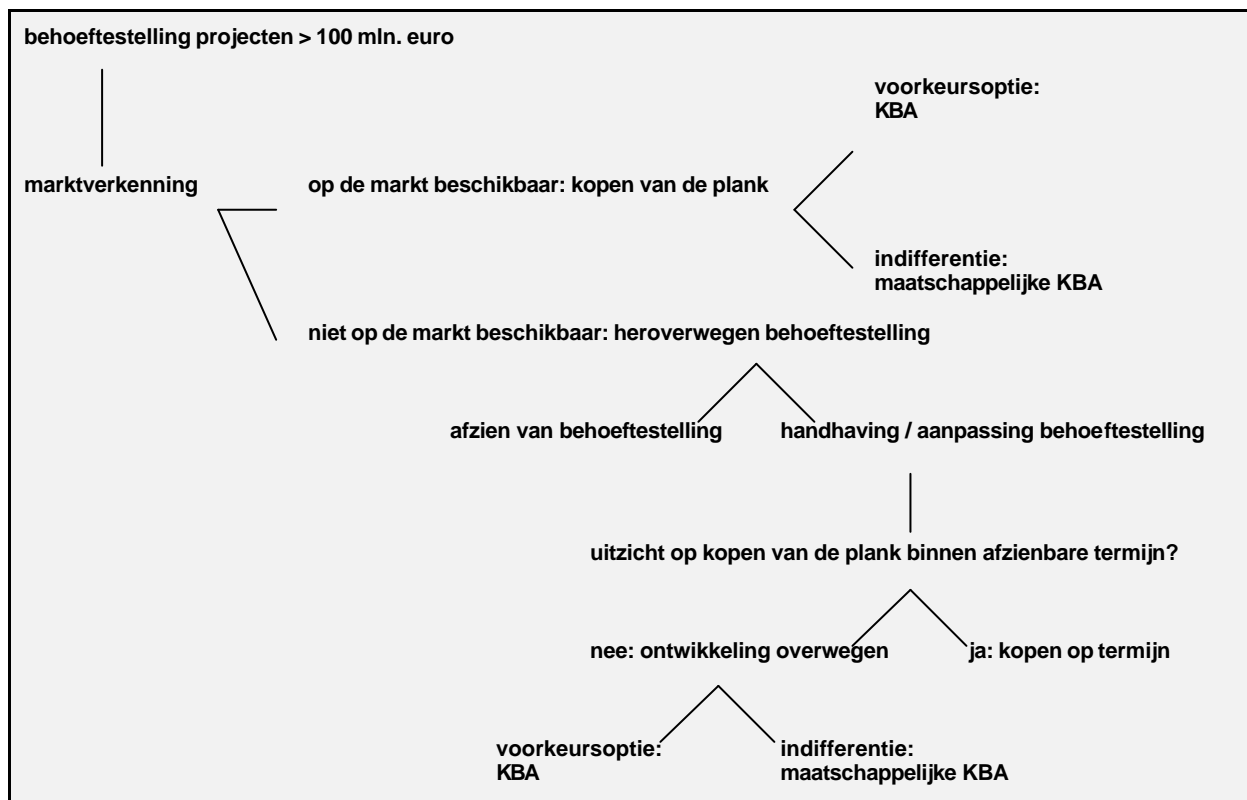 behoeftestelling projecten > 100 mln. euro
voorkeursoptie:
KBA
marktverkenning
op de markt beschikbaar: kopen van de plank
indifferentie:
maatschappelijke KBA
niet op de markt beschikbaar: heroverwegen behoeftestelling
afzien van behoeftestelling
handhaving / aanpassing behoeftestelling
uitzicht op kopen van de plank binnen afzienbare termijn?
nee: ontwikkeling overwegen
ja: kopen op termijn
voorkeursoptie:
KBA
indifferentie:
maatschappelijke KBA